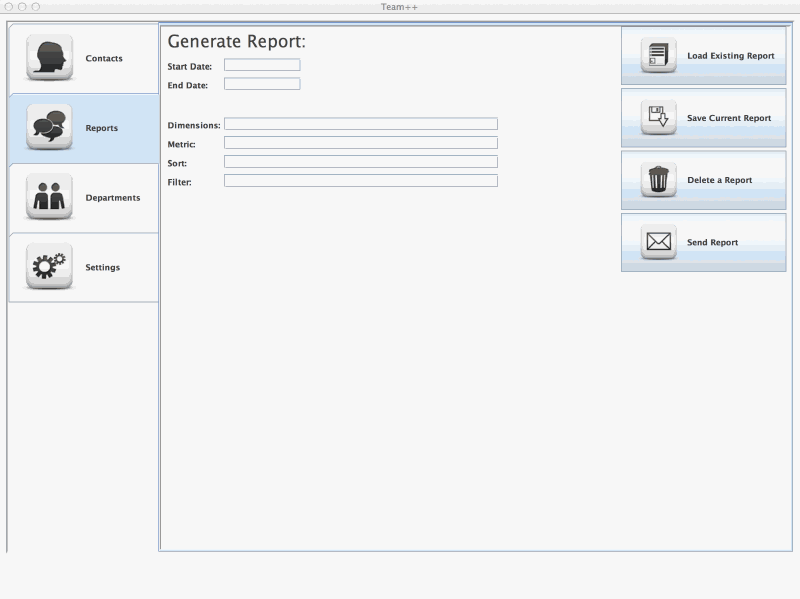 Team++
Contacts
Reports
Departments
Settings
Generate Report:
Start Date:
End Date:
Dimensions:
Metric:
Sort:
Filter:
Load Existing Report
Save Current Report
Delete a Report
Send Report